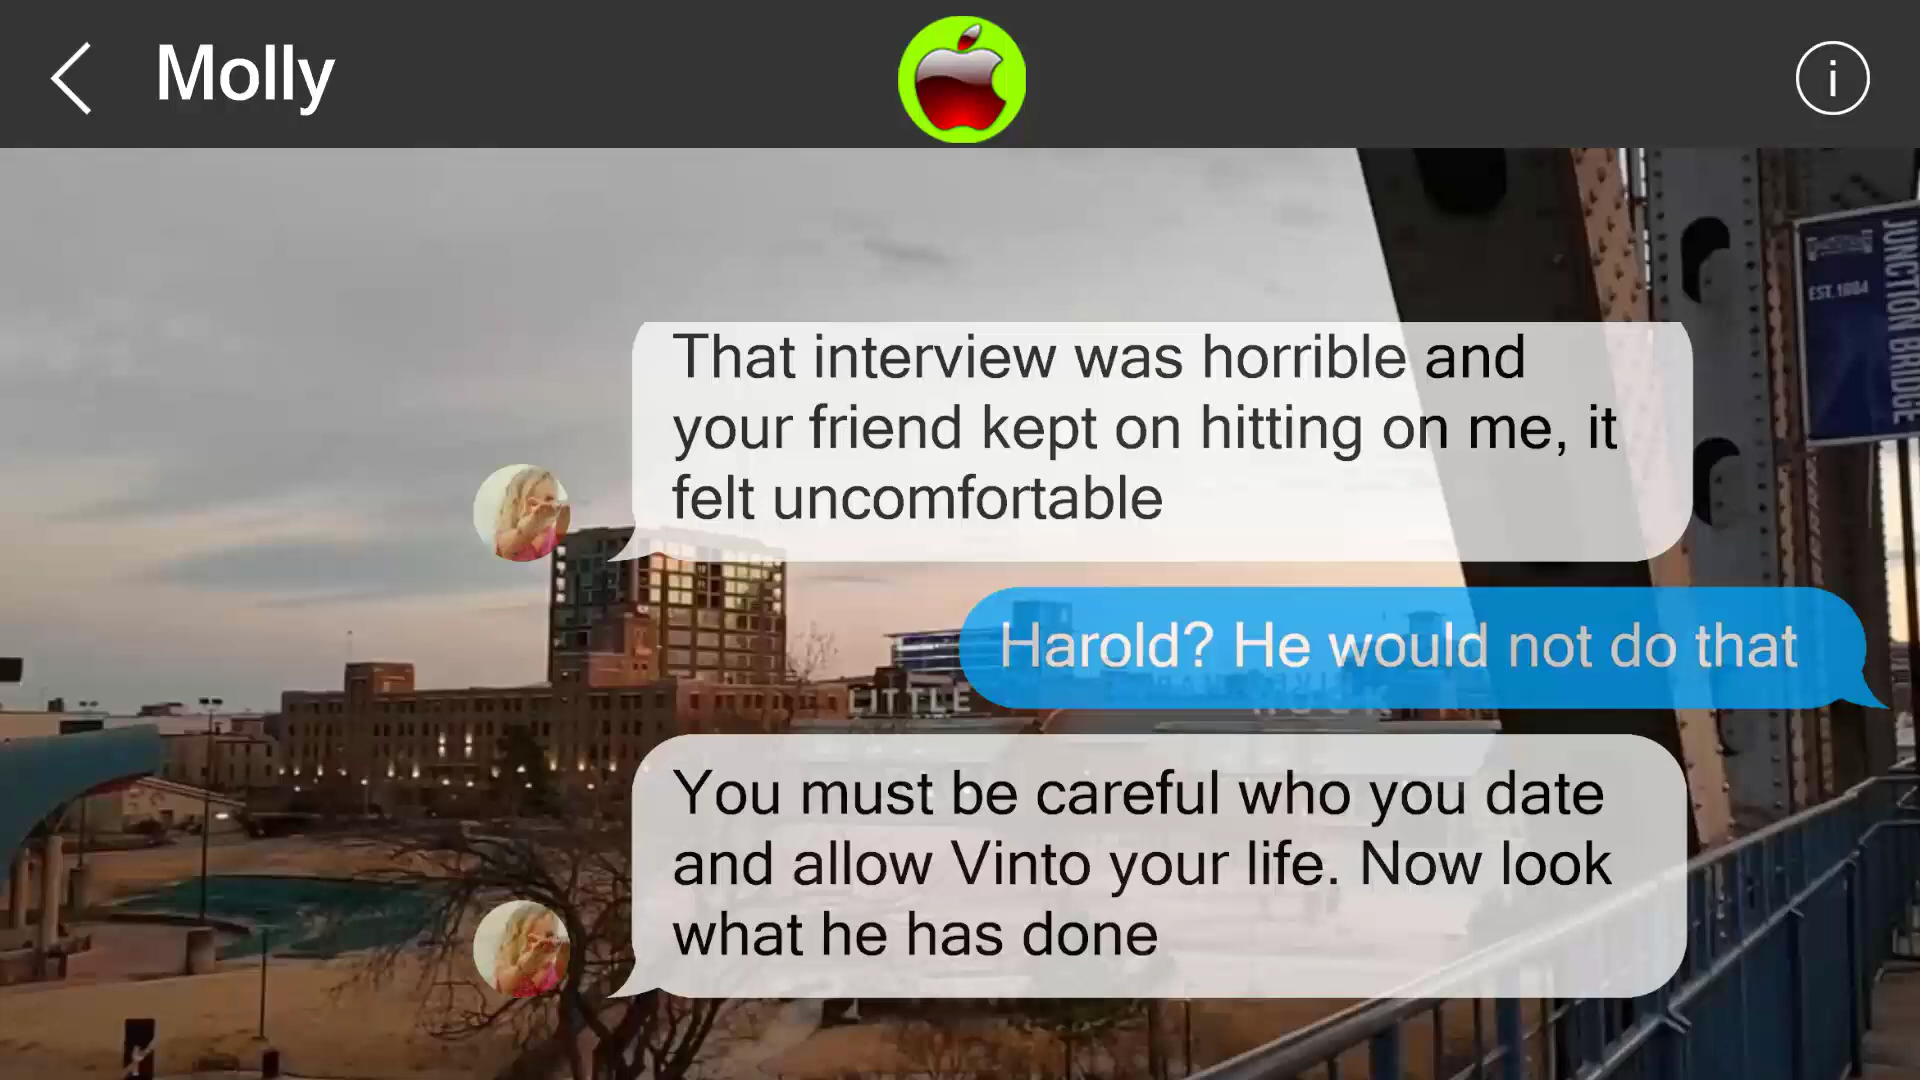 Molly
i
JUNCTION BRIDGE
EST. 1884
That interview was horrible and
your friend kept on hitting on me, it
felt uncomfortable
Harold? He would not do that
LITTLE
ROCK
You must be careful who you date
and allow Vinto your life. Now look
what he has done